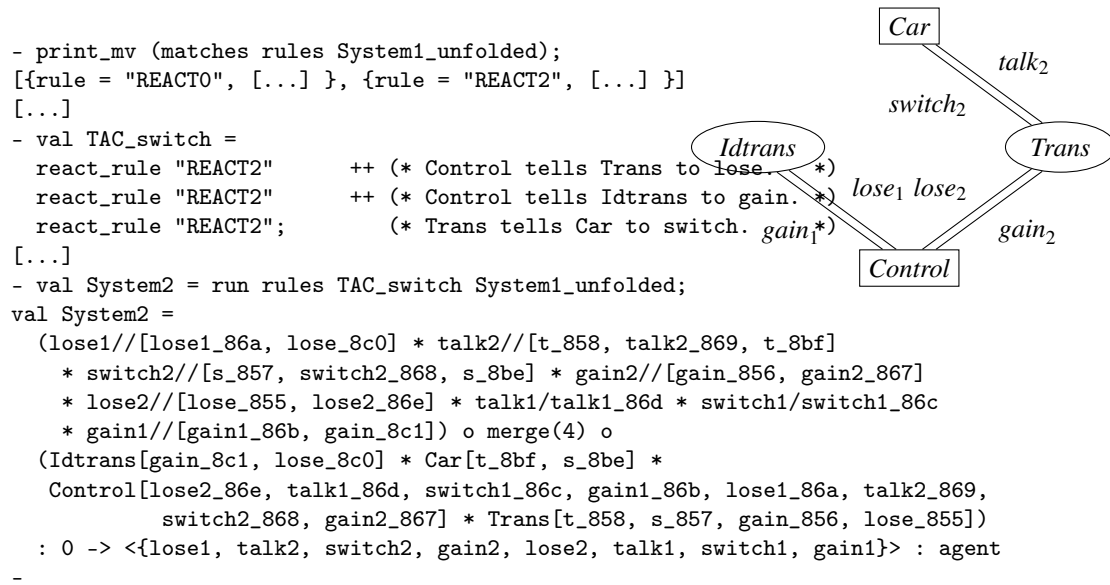 - print_mv (matches rules System1_unfolded);
[{rule = "REACT0", [...] }, {rule = "REACT2", [...] }]
[...]
- val TAC_switch =
  react_rule "REACT2"      ++ (* Control tells Trans to lose.   *)
  react_rule "REACT2"      ++ (* Control tells Idtrans to gain. *)
  react_rule "REACT2";        (* Trans tells Car to switch.     *)
[...]
- val System2 = run rules TAC_switch System1_unfolded;
val System2 =
  (lose1//[lose1_86a, lose_8c0] * talk2//[t_858, talk2_869, t_8bf]
    * switch2//[s_857, switch2_868, s_8be] * gain2//[gain_856, gain2_867]
    * lose2//[lose_855, lose2_86e] * talk1/talk1_86d * switch1/switch1_86c
    * gain1//[gain1_86b, gain_8c1]) o merge(4) o
  (Idtrans[gain_8c1, lose_8c0] * Car[t_8bf, s_8be] *
   Control[lose2_86e, talk1_86d, switch1_86c, gain1_86b, lose1_86a, talk2_869,
           switch2_868, gain2_867] * Trans[t_858, s_857, gain_856, lose_855])
  : 0 -> <{lose1, talk2, switch2, gain2, lose2, talk1, switch1, gain1}> : agent
-
Car
talk₂
switch₂
Idtrans
Trans
lose₁ lose₂
gain₁
gain₂
Control